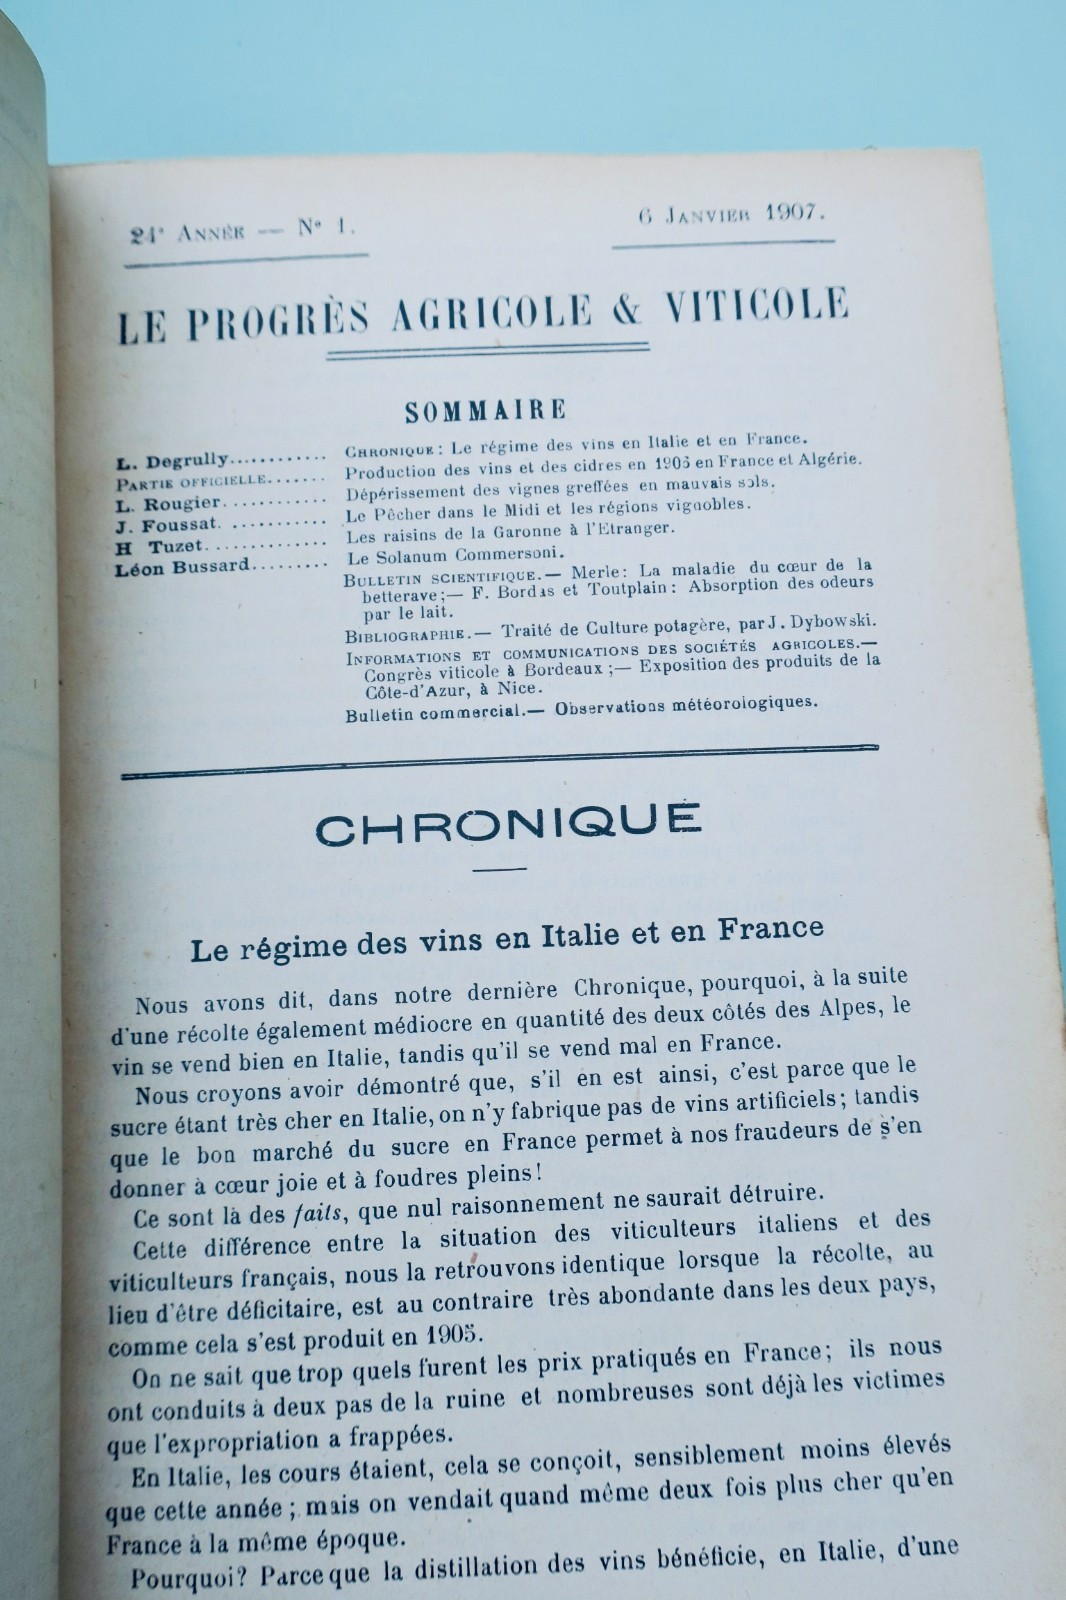 24e ANNÉE — No 1.
6 JANVIER 1907.
LE PROGRÈS AGRICOLE & VITICOLE
SOMMAIRE
L. Degrully............ CHRONIQUE: Le régime des vins en Italie et en France.
PARTIE OFFICIELLE....... Production des vins et des cidres en 1906 en France et Algérie.
L. Rougier............ Dépérissement des vignes greffées en mauvais sols.
J. Foussat. ........... Le Pêcher dans le Midi et les régions vignobles.
H Tuzet............... Les raisins de la Garonne à l'Etranger.
Léon Bussard......... Le Solanum Commersoni.
BULLETIN SCIENTIFIQUE.— Merle: La maladie du cœur de la
betterave;— F. Bordas et Toutplain: Absorption des odeurs
par le lait.
BIBLIOGRAPHIE.— Traité de Culture potagère, par J. Dybowski.
INFORMATIONS ET COMMUNICATIONS DES SOCIÉTÉS AGRICOLES.—
Congrès viticole à Bordeaux;— Exposition des produits de la
Côte-d'Azur, à Nice.
Bulletin commercial.— Observations météorologiques.
CHRONIQUE
Le régime des vins en Italie et en France
Nous avons dit, dans notre dernière Chronique, pourquoi, à la suite
d'une récolte également médiocre en quantité des deux côtés des Alpes, le
vin se vend bien en Italie, tandis qu'il se vend mal en France.
Nous croyons avoir démontré que, s'il en est ainsi, c'est parce que le
sucre étant très cher en Italie, on n'y fabrique pas de vins artificiels; tandis
que le bon marché du sucre en France permet à nos fraudeurs de s'en
donner à cœur joie et à foudres pleins!
Ce sont là des faits, que nul raisonnement ne saurait détruire.
Cette différence entre la situation des viticulteurs italiens et des
viticulteurs français, nous la retrouvons identique lorsque la récolte, au
lieu d'être déficitaire, est au contraire très abondante dans les deux pays,
comme cela s'est produit en 1905.
On ne sait que trop quels furent les prix pratiqués en France; ils nous
ont conduits à deux pas de la ruine et nombreuses sont déjà les victimes
que l'expropriation a frappées.
En Italie, les cours étaient, cela se conçoit, sensiblement moins élevés
que cette année; mais on vendait quand même deux fois plus cher qu'en
France à la même époque.
Pourquoi? Parce que la distillation des vins bénéficie, en Italie, d'une